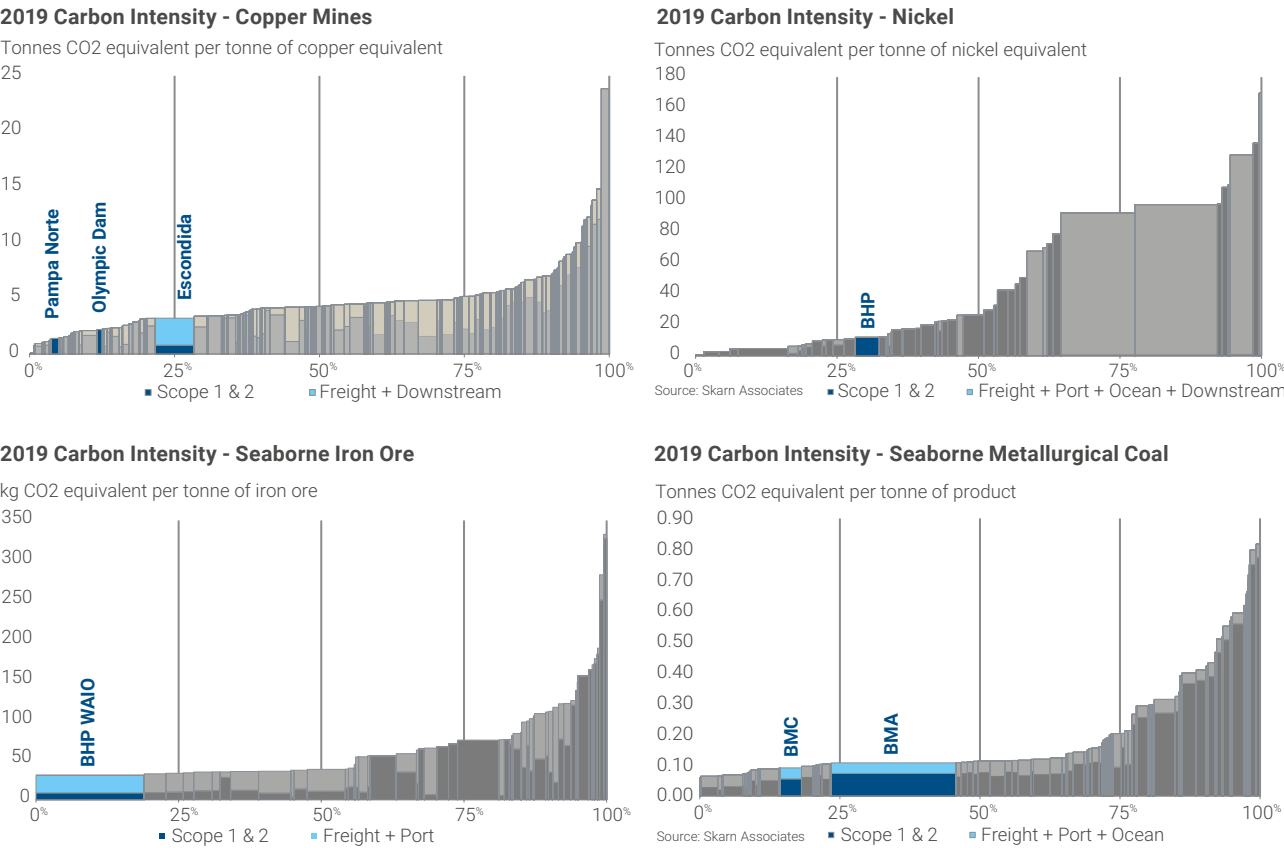 2019 Carbon Intensity - Copper Mines
Tonnes CO2 equivalent per tonne of copper equivalent
25
20
15
10
5
0
Pampa Norte
Olympic Dam
Escondida
0%
25%
50%
75%
100%
Scope 1 & 2
Freight + Downstream
2019 Carbon Intensity - Nickel
Tonnes CO2 equivalent per tonne of nickel equivalent
180
160
140
120
100
80
60
40
20
0
BHP
0%
25%
50%
75%
100%
Source: Skarn Associates
Scope 1 & 2
Freight + Port + Ocean + Downstream
2019 Carbon Intensity - Seaborne Iron Ore
kg CO2 equivalent per tonne of iron ore
350
300
250
200
150
100
50
0
BHP WAIO
0%
25%
50%
75%
100%
Scope 1 & 2
Freight + Port
2019 Carbon Intensity - Seaborne Metallurgical Coal
Tonnes CO2 equivalent per tonne of product
0.90
0.80
0.70
0.60
0.50
0.40
0.30
0.20
0.10
0.00
BMC
BMA
0%
25%
50%
75%
100%
Source: Skarn Associates
Scope 1 & 2
Freight + Port + Ocean